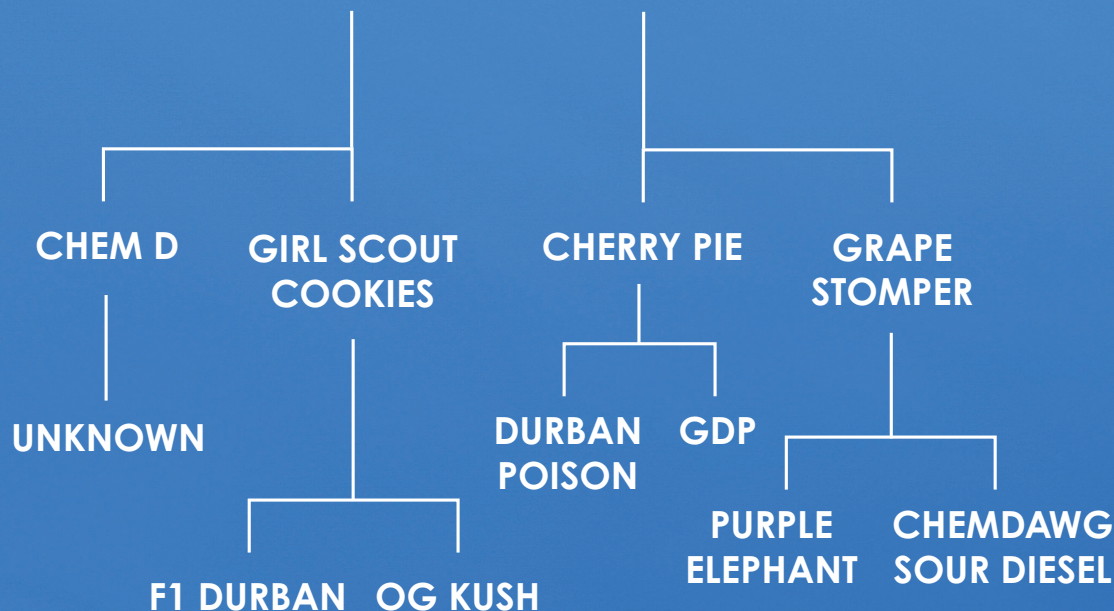 CHEM D
GIRL SCOUT
COOKIES
CHERRY PIE
GRAPE
STOMPER
UNKNOWN
DURBAN
POISON
GDP
F1 DURBAN
OG KUSH
PURPLE
ELEPHANT
CHEMDAWG
SOUR DIESEL